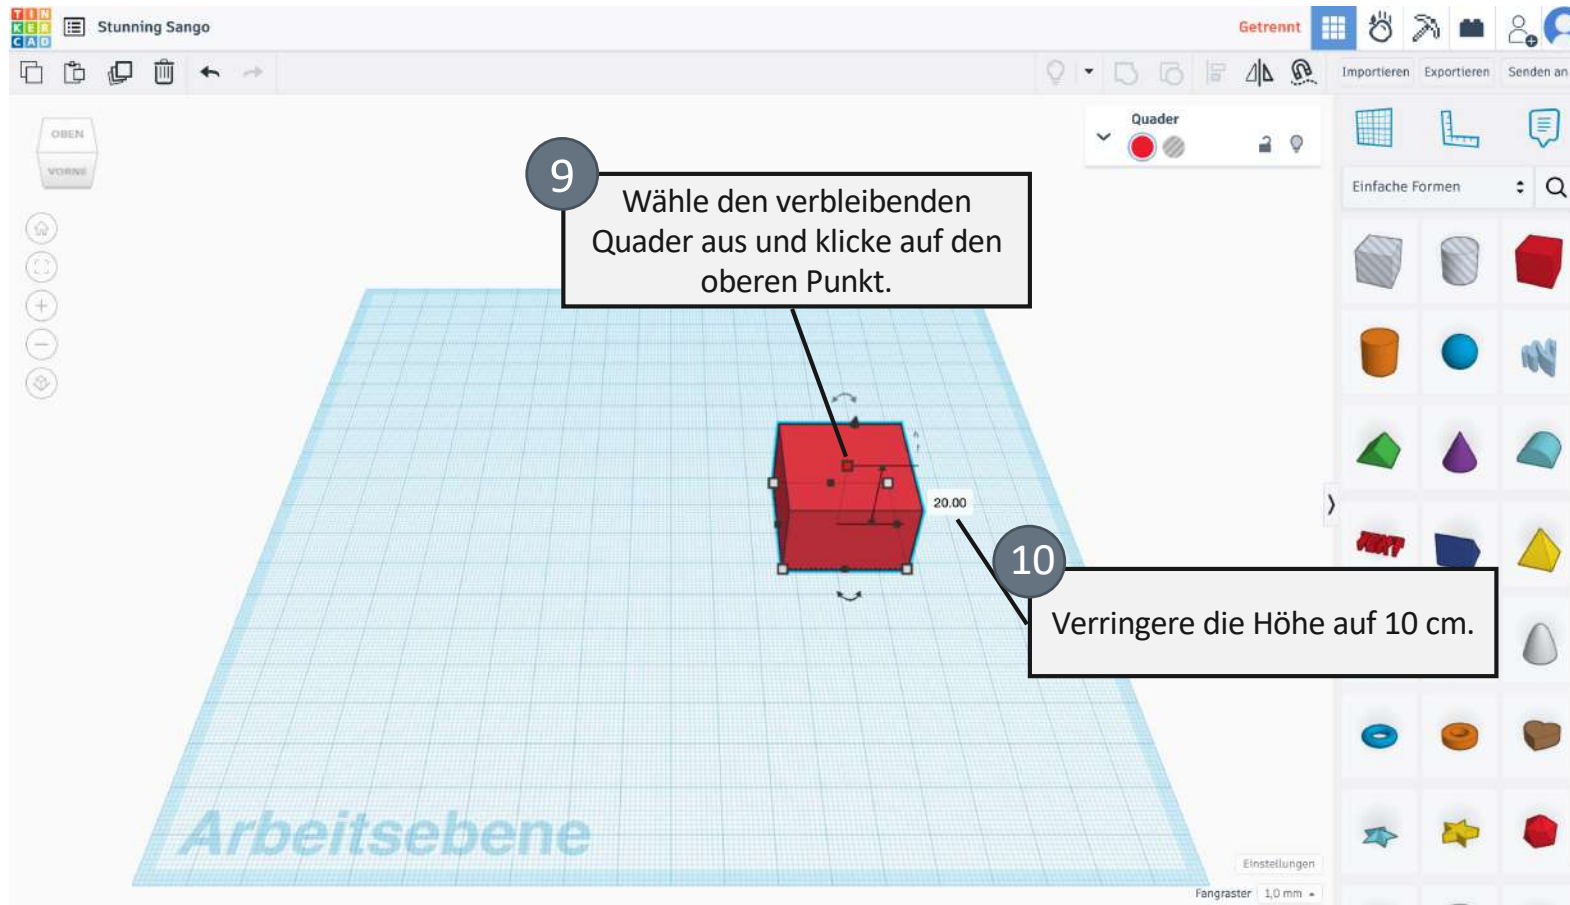 TIN
KER
CAD
Stunning Sango
Getrennt
Importieren
Exportieren
Senden an
OBEN
VORNE
Quader
9
Wähle den verbleibenden
Quader aus und klicke auf den
oberen Punkt.
Einfache Formen
20.00
10
Verringere die Höhe auf 10 cm.
TEXT
Arbeitsebene
Einstellungen
Fangraster 1,0 mm